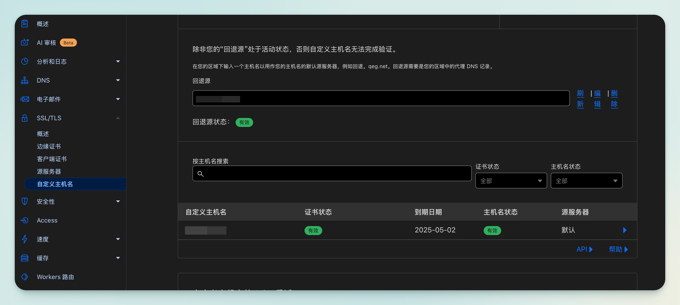 概述
AI 审核 Beta
分析和日志
DNS
电子邮件
SSL/TLS
概述
边缘证书
客户端证书
源服务器
自定义主机名
安全性
Access
速度
缓存
Workers 路由
除非您的“回退源”处于活动状态，否则自定义主机名无法完成验证。
在您的区域下输入一个主机名以用作您的主机名的默认源服务器，例如回退。qeg.net。回退源需要是您的区域中的代理 DNS 记录。
回退源
刷新 | 编辑 | 删除
回退源状态： 有效
按主机名搜索
证书状态
全部
主机名状态
全部
自定义主机名 证书状态 到期日期 主机名状态 源服务器
有效 2025-05-02 有效 默认
API 帮助